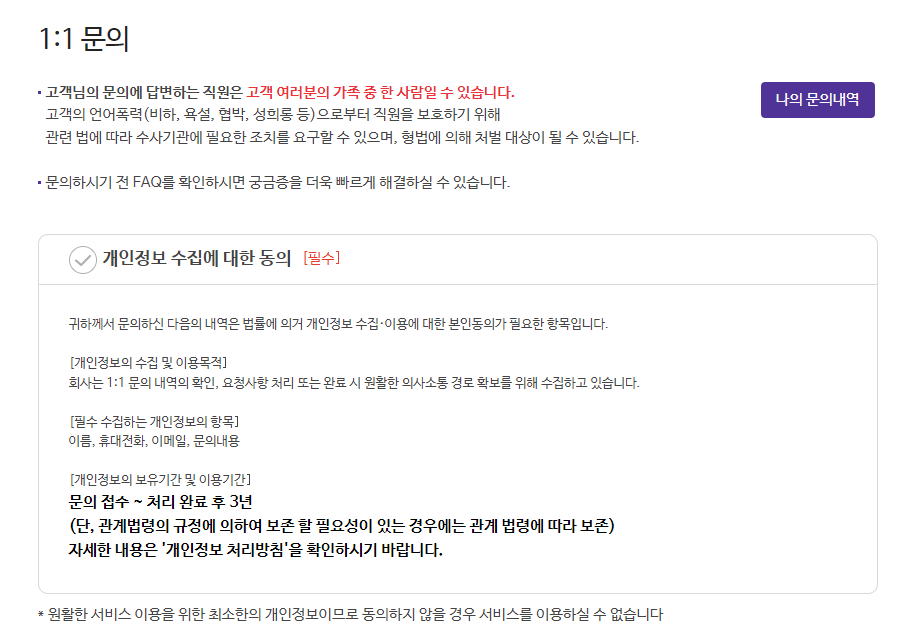 1:1 문의
· 고객님의 문의에 답변하는 직원은 고객 여러분의 가족 중 한 사람일 수 있습니다.
나의 문의내역
고객의 언어폭력(비하, 욕설, 협박, 성희롱 등)으로부터 직원을 보호하기 위해
관련 법에 따라 수사기관에 필요한 조치를 요구할 수 있으며, 형법에 의해 처벌 대상이 될 수 있습니다.
· 문의하시기 전 FAQ를 확인하시면 궁금증을 더욱 빠르게 해결하실 수 있습니다.
개인정보 수집에 대한 동의 [필수]
귀하께서 문의하신 다음의 내역은 법률에 의거 개인정보 수집·이용에 대한 본인동의가 필요한 항목입니다.
[개인정보의 수집 및 이용목적]
회사는 1:1 문의 내역의 확인, 요청사항 처리 또는 완료 시 원활한 의사소통 경로 확보를 위해 수집하고 있습니다.
[필수 수집하는 개인정보의 항목]
이름, 휴대전화, 이메일, 문의내용
[개인정보의 보유기간 및 이용기간]
문의 접수 ~ 처리 완료 후 3년
(단, 관계법령의 규정에 의하여 보존 할 필요성이 있는 경우에는 관계 법령에 따라 보존)
자세한 내용은 '개인정보 처리방침'을 확인하시기 바랍니다.
* 원활한 서비스 이용을 위한 최소한의 개인정보이므로 동의하지 않을 경우 서비스를 이용하실 수 없습니다